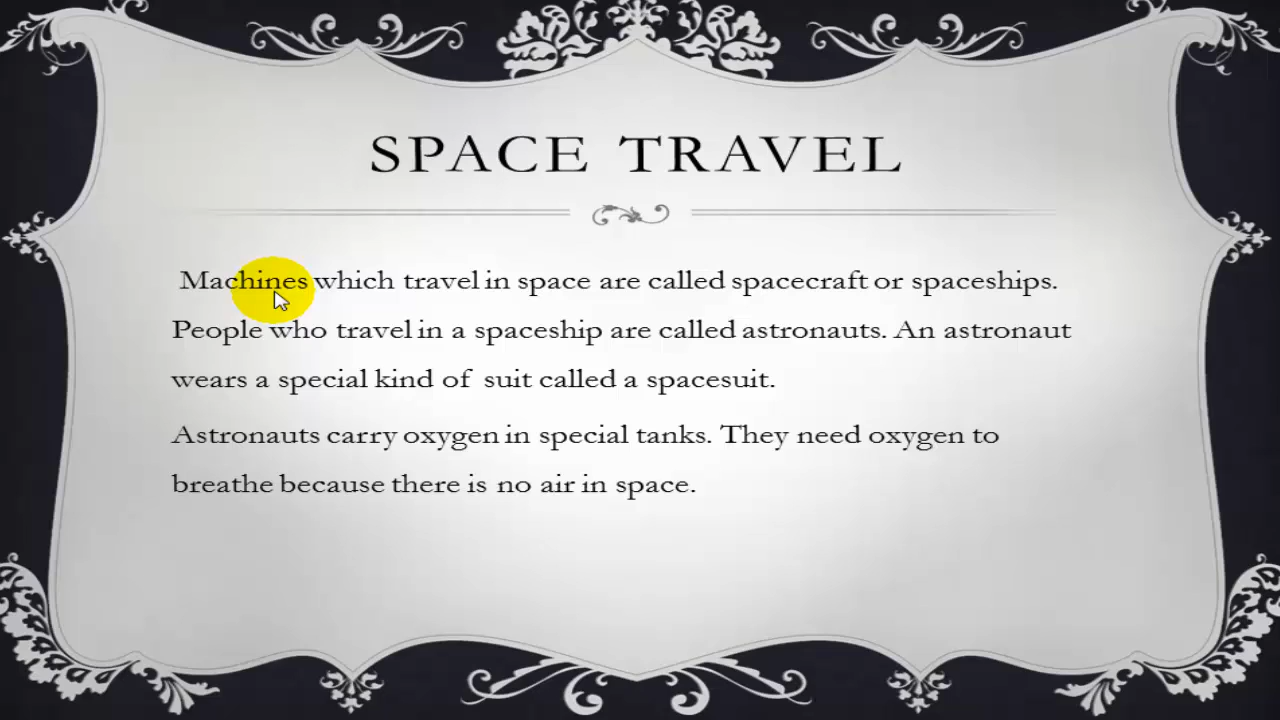 SPACE TRAVEL
Machines which travel in space are called spacecraft or spaceships.
People who travel in a spaceship are called astronauts. An astronaut
wears a special kind of suit called a spacesuit.
Astronauts carry oxygen in special tanks. They need oxygen to
breathe because there is no air in space.